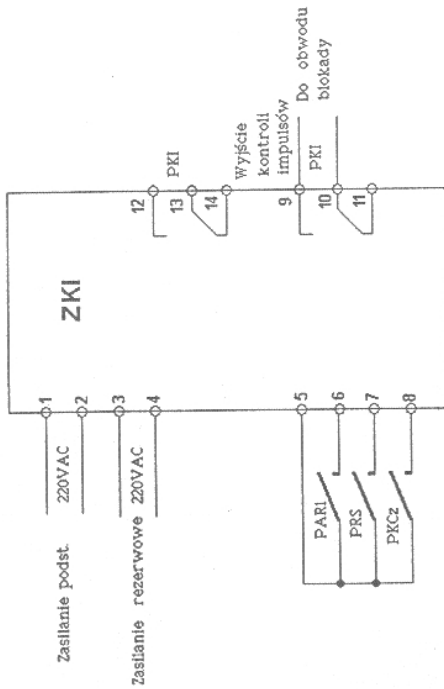 ZKI
Zasilanie podst.
220VAC
1
2
Zasilanie rezerwowe
220VAC
3
4
5
PAR1
6
PRS
7
PKCz
8
12
PKI
13
14
Wyjście
kontroli
impulsów
9
PKI
10
11
Do obwodu
blokady